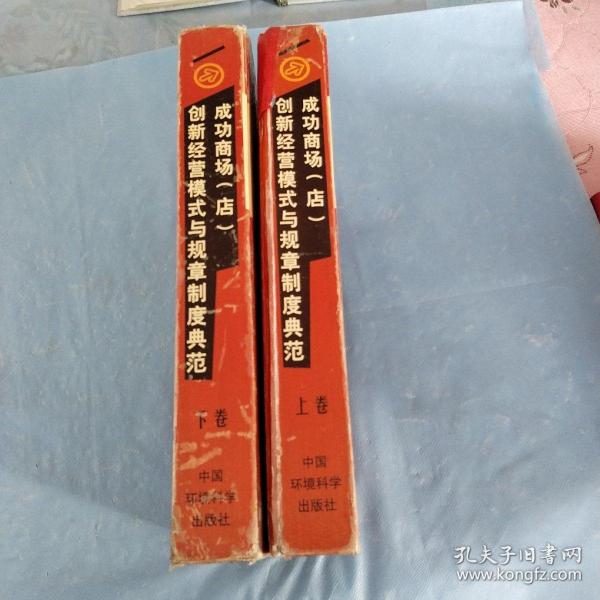 成功商场(店)
创新经营模式与规章制度典范
下卷
中国
环境科学
出版社
成功商场(店)
创新经营模式与规章制度典范
上卷
中国
环境科学
出版社
孔夫子旧书网
www.kongfz.com